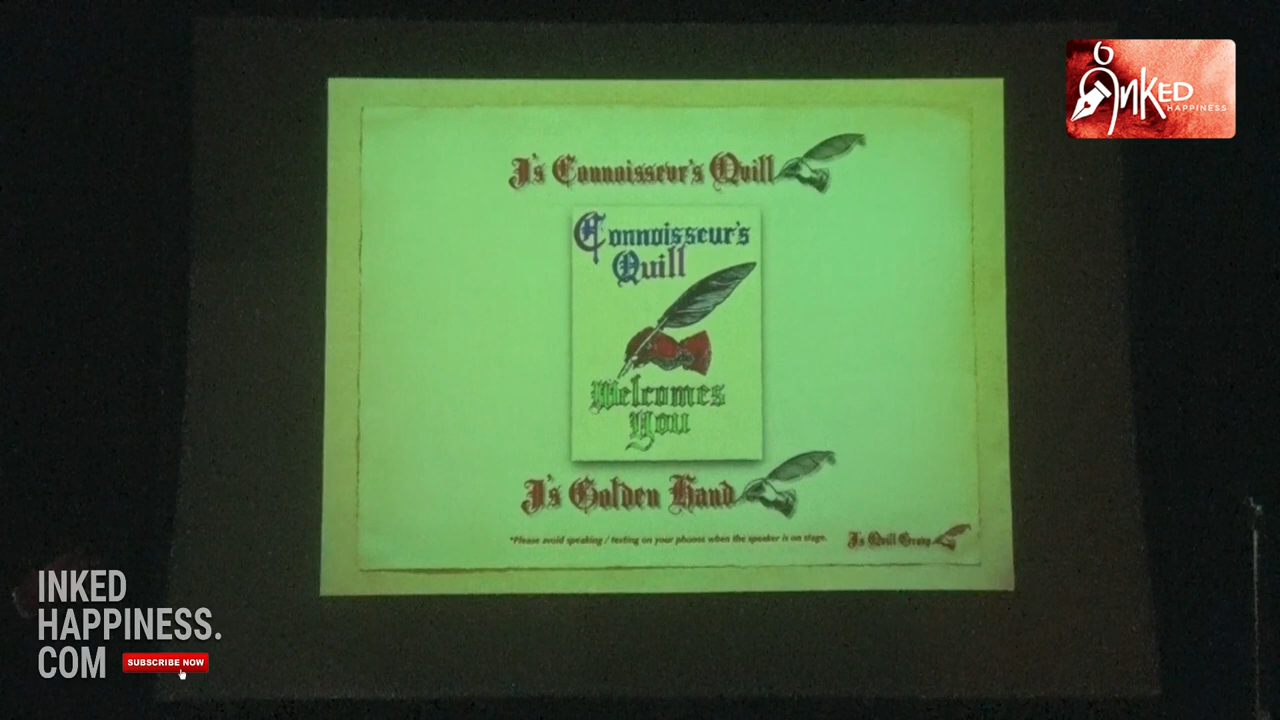 inKED
HAPPINESS
J's Connoisseur's Quill
Connoisseur's
Quill
Welcomes
You
J's Golden Hand
*Please avoid speaking / texting on your phones when the speaker is on stage.
J's Quill Group
INKED
HAPPINESS.
COM
SUBSCRIBE NOW